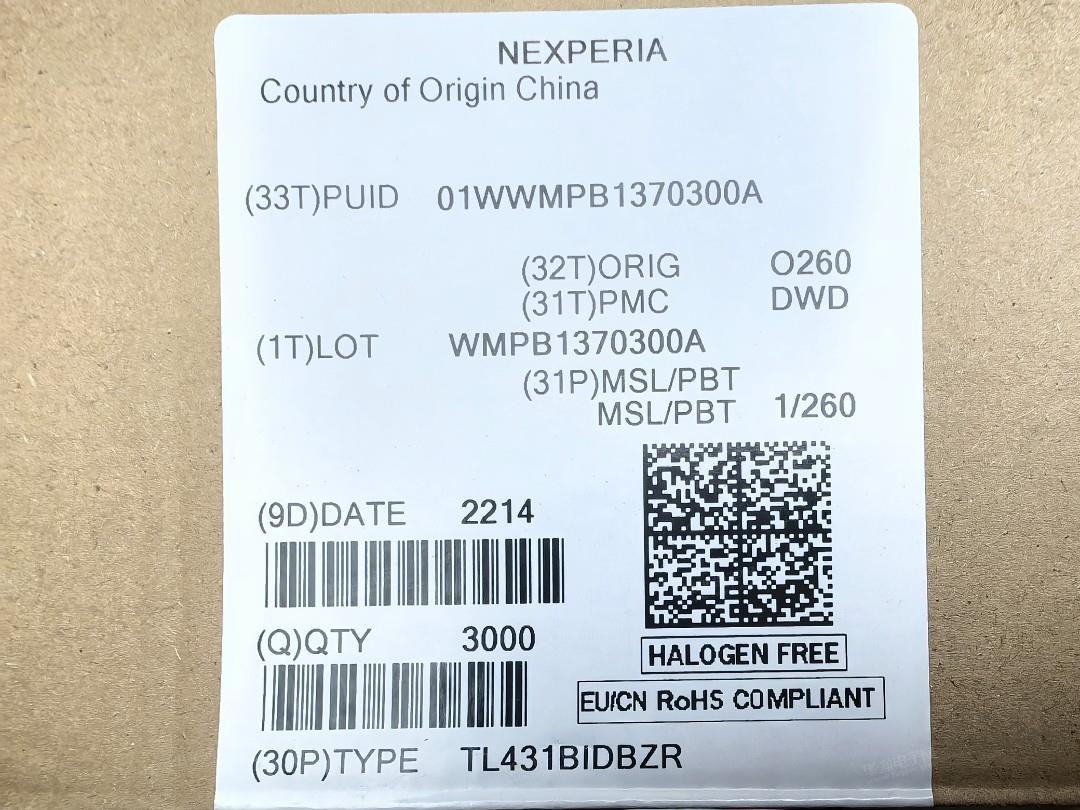 NEXPERIA
Country of Origin China
(33T)PUID 01WWMPB1370300A
(32T)ORIG O260
(31T)PMC DWD
(1T)LOT WMPB1370300A
(31P)MSL/PBT
MSL/PBT 1/260
(9D)DATE 2214
(Q)QTY 3000
HALOGEN FREE
EU/CN RoHS COMPLIANT
(30P)TYPE TL431BIDBZR